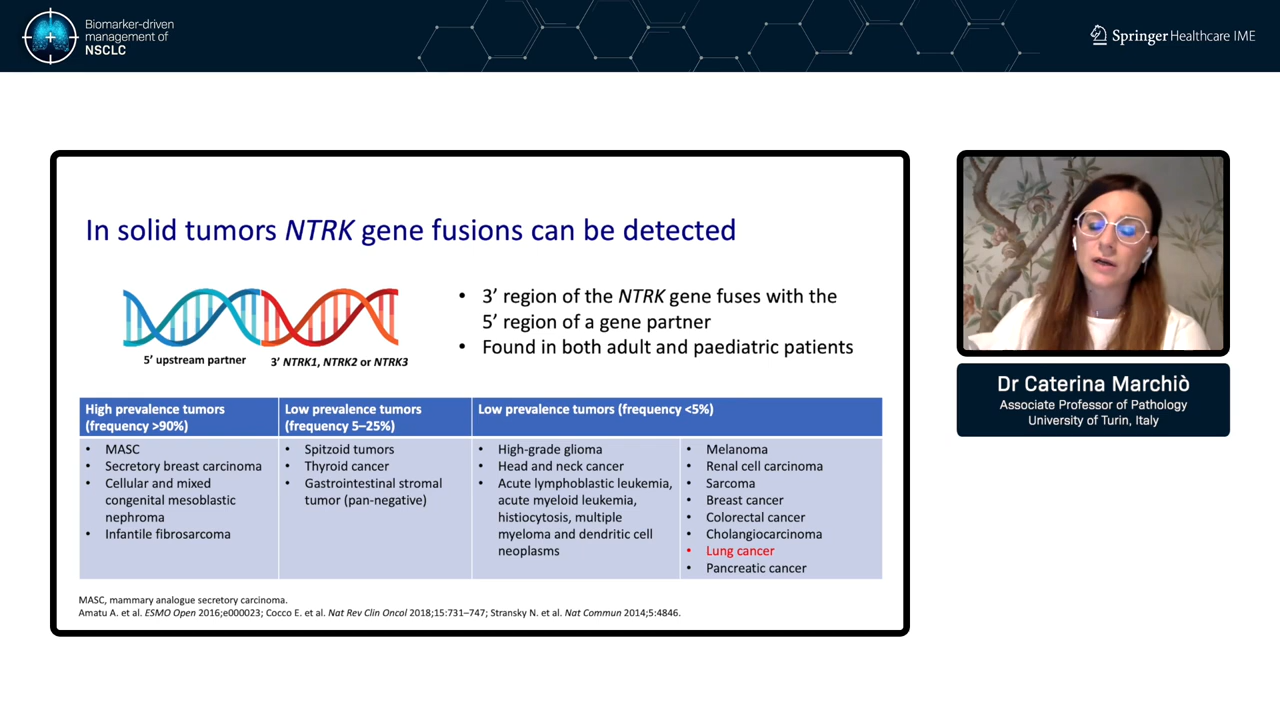 Biomarker-driven
management of
NSCLC
Springer Healthcare IME
In solid tumors NTRK gene fusions can be detected
5’ upstream partner
3’ NTRK1, NTRK2 or NTRK3
• 3’ region of the NTRK gene fuses with the
5’ region of a gene partner
• Found in both adult and paediatric patients
High prevalence tumors
(frequency >90%)
• MASC
• Secretory breast carcinoma
• Cellular and mixed
congenital mesoblastic
nephroma
• Infantile fibrosarcoma
Low prevalence tumors
(frequency 5–25%)
• Spitzoid tumors
• Thyroid cancer
• Gastrointestinal stromal
tumor (pan-negative)
Low prevalence tumors (frequency <5%)
• High-grade glioma
• Head and neck cancer
• Acute lymphoblastic leukemia,
acute myeloid leukemia,
histiocytosis, multiple
myeloma and dendritic cell
neoplasms
• Melanoma
• Renal cell carcinoma
• Sarcoma
• Breast cancer
• Colorectal cancer
• Cholangiocarcinoma
• Lung cancer
• Pancreatic cancer
MASC, mammary analogue secretory carcinoma.
Amatu A. et al. ESMO Open 2016;e000023; Cocco E. et al. Nat Rev Clin Oncol 2018;15:731–747; Stransky N. et al. Nat Commun 2014;5:4846.
Dr Caterina Marchiò
Associate Professor of Pathology
University of Turin, Italy